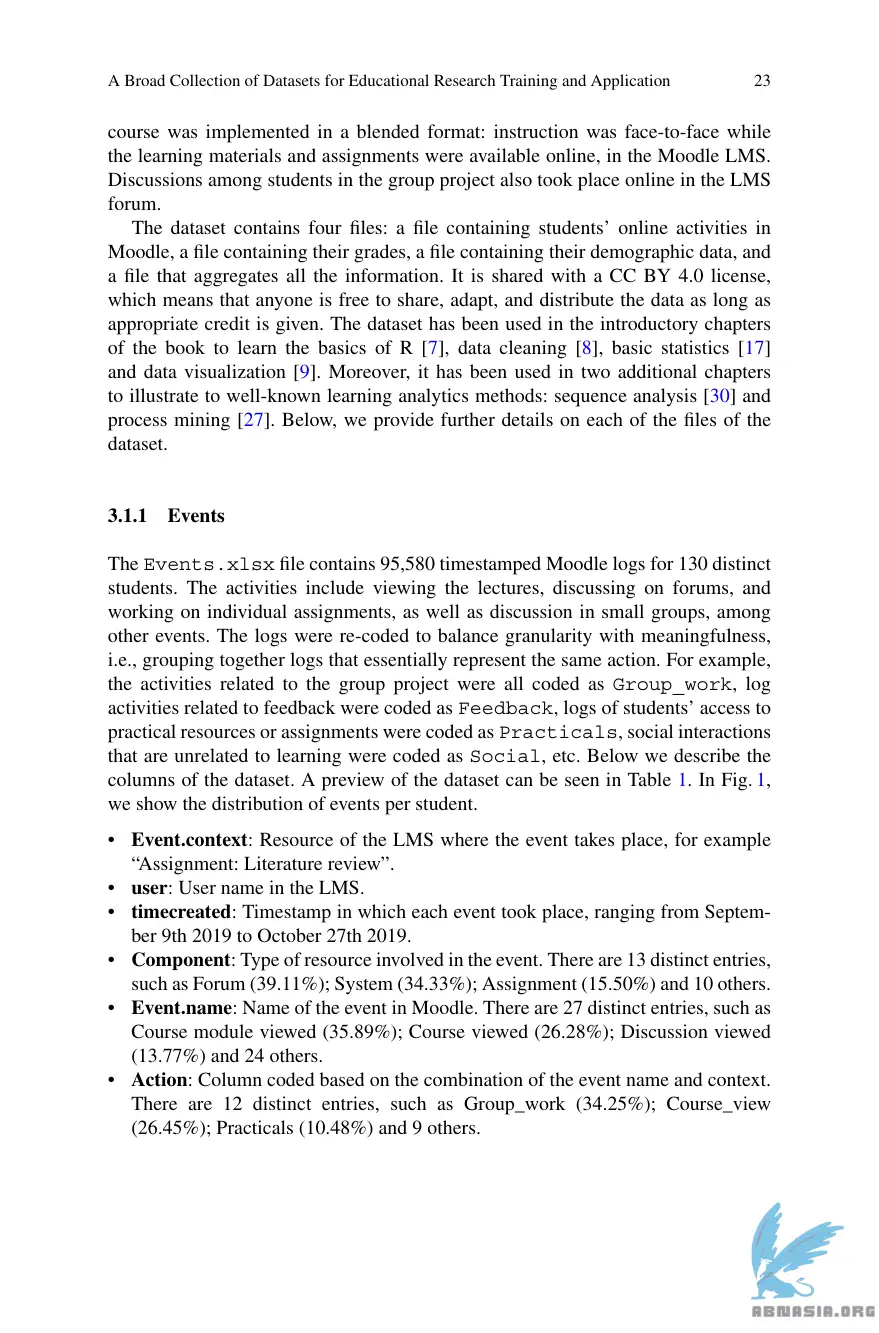 A Broad Collection of Datasets for Educational Research Training and Application 23
course was implemented in a blended format: instruction was face-to-face while
the learning materials and assignments were available online, in the Moodle LMS.
Discussions among students in the group project also took place online in the LMS
forum.
The dataset contains four files: a file containing students’ online activities in
Moodle, a file containing their grades, a file containing their demographic data, and
a file that aggregates all the information. It is shared with a CC BY 4.0 license,
which means that anyone is free to share, adapt, and distribute the data as long as
appropriate credit is given. The dataset has been used in the introductory chapters
of the book to learn the basics of R [7], data cleaning [8], basic statistics [17]
and data visualization [9]. Moreover, it has been used in two additional chapters
to illustrate to well-known learning analytics methods: sequence analysis [30] and
process mining [27]. Below, we provide further details on each of the files of the
dataset.
3.1.1 Events
The Events.xlsx file contains 95,580 timestamped Moodle logs for 130 distinct
students. The activities include viewing the lectures, discussing on forums, and
working on individual assignments, as well as discussion in small groups, among
other events. The logs were re-coded to balance granularity with meaningfulness,
i.e., grouping together logs that essentially represent the same action. For example,
the activities related to the group project were all coded as Group_work, log
activities related to feedback were coded as Feedback, logs of students’ access to
practical resources or assignments were coded as Practicals, social interactions
that are unrelated to learning were coded as Social, etc. Below we describe the
columns of the dataset. A preview of the dataset can be seen in Table 1. In Fig. 1,
we show the distribution of events per student.
• Event.context: Resource of the LMS where the event takes place, for example
“Assignment: Literature review”.
• user: User name in the LMS.
• timecreated: Timestamp in which each event took place, ranging from Septem-
ber 9th 2019 to October 27th 2019.
• Component: Type of resource involved in the event. There are 13 distinct entries,
such as Forum (39.11%); System (34.33%); Assignment (15.50%) and 10 others.
• Event.name: Name of the event in Moodle. There are 27 distinct entries, such as
Course module viewed (35.89%); Course viewed (26.28%); Discussion viewed
(13.77%) and 24 others.
• Action: Column coded based on the combination of the event name and context.
There are 12 distinct entries, such as Group_work (34.25%); Course_view
(26.45%); Practicals (10.48%) and 9 others.
ABNASIA.ORG